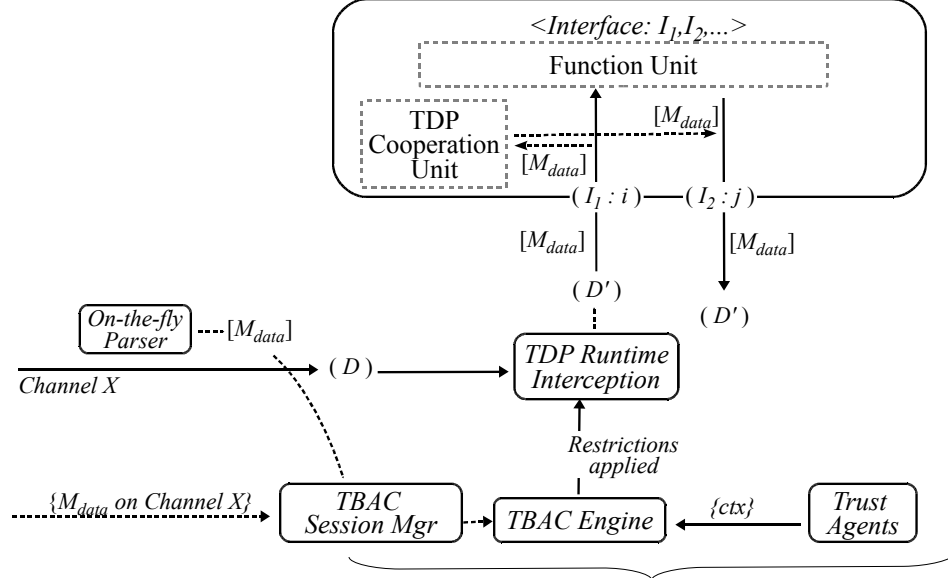 <Interface: I1,I2,...>
Function Unit
TDP
Cooperation
Unit
[Mdata]
[Mdata]
( I1 : i )
( I2 : j )
[Mdata]
[Mdata]
( D' )
( D' )
On-the-fly
Parser
[Mdata]
( D )
TDP Runtime
Interception
Channel X
Restrictions
applied
{Mdata on Channel X}
TBAC
Session Mgr
TBAC Engine
{ctx}
Trust
Agents